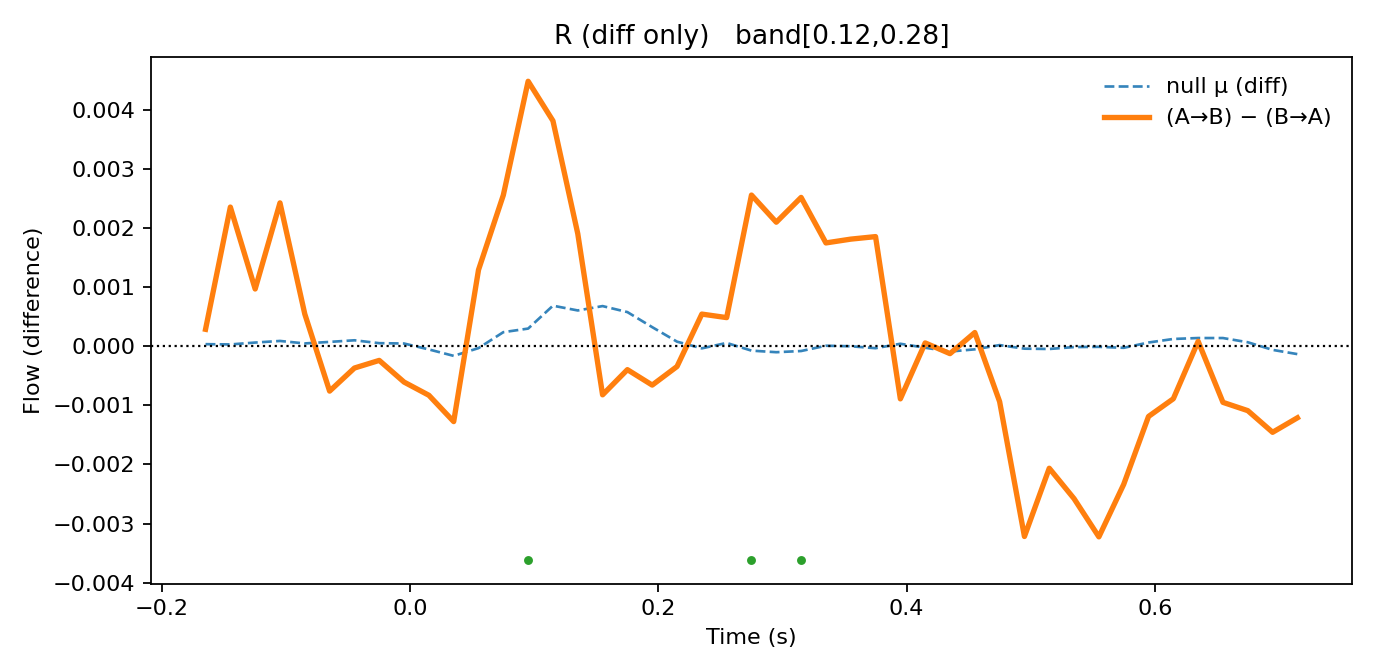 R (diff only)   band[0.12,0.28]
null μ (diff)
(A→B) − (B→A)
Flow (difference)
0.004
0.003
0.002
0.001
0.000
−0.001
−0.002
−0.003
−0.004
−0.2
0.0
0.2
0.4
0.6
Time (s)